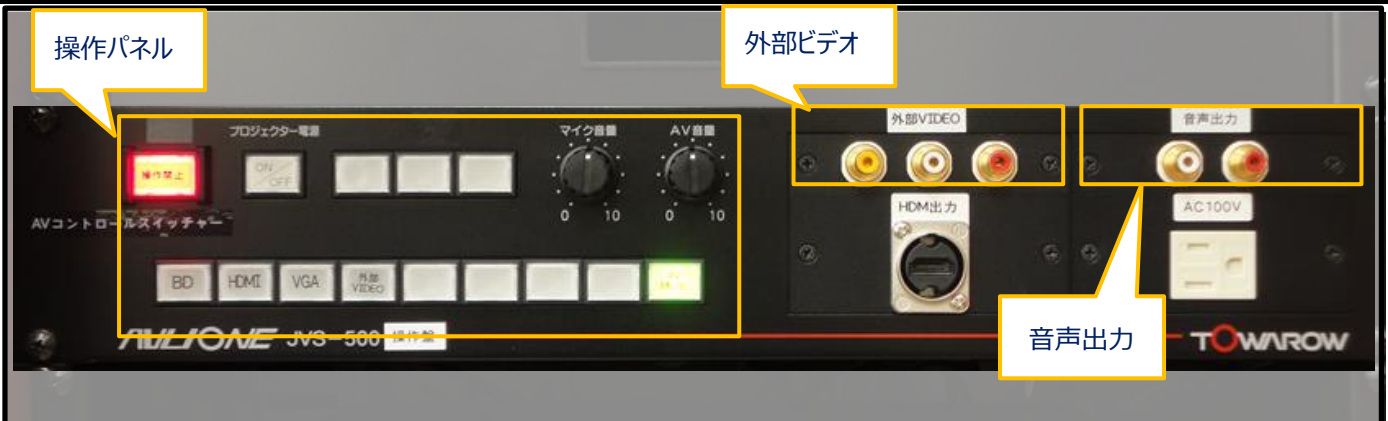 操作パネル
外部ビデオ
プロジェクター電源
マイク音量
AV音量
外部VIDEO
音声出力
操作禁止
ON/OFF
0 10
0 10
HDM出力
AC100V
AVコントロールスイッチャー
BD
HDMI
VGA
外部
VIDEO
AVLIONE JVS-500 操作盤
音声出力
TOWAROW